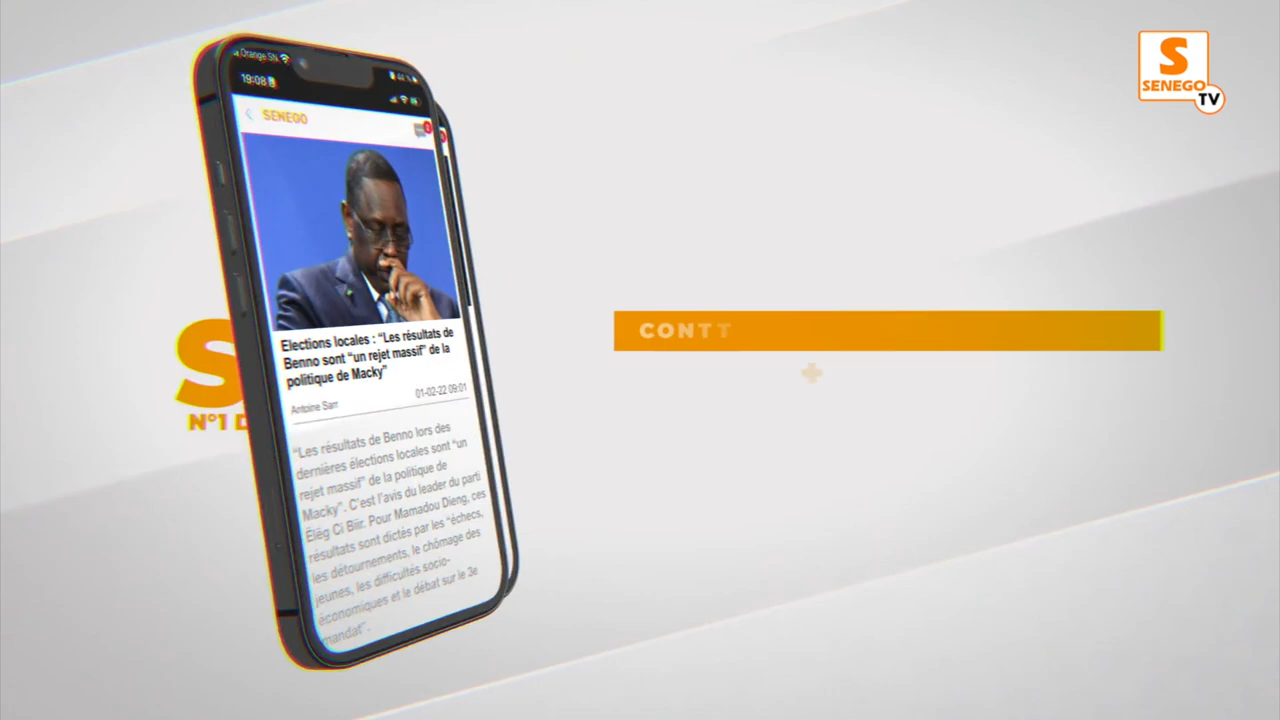 S
SENEGO
TV
Orange SN
19:08
SENEGO
Elections locales : “Les résultats de
Benno sont “un rejet massif” de la
politique de Macky”
Antoine Sarr
01-02-22 09:01
“Les résultats de Benno lors des
dernières élections locales sont “un
rejet massif” de la politique de
Macky”. C’est l’avis du leader du parti
Ëlëg Ci Biir. Pour Mamadou Dieng, ces
résultats sont dictés par les “échecs,
les détournements, le chômage des
jeunes, les difficultés socio-
économiques et le débat sur le 3e
mandat”.
S
N°1 D
CONTT